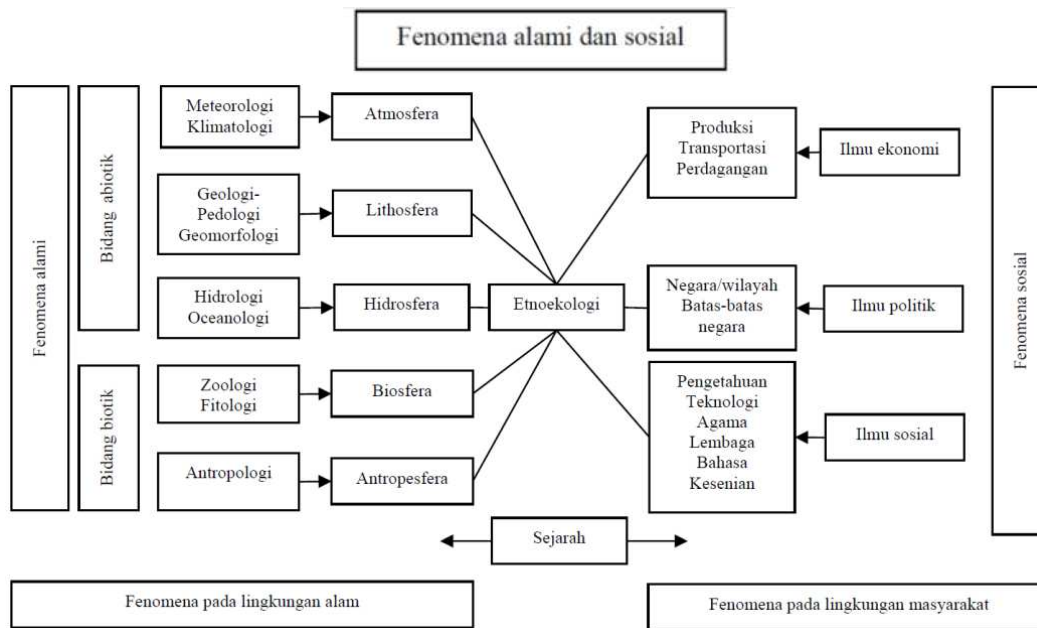 Fenomena alami dan sosial
Fenomena alami
Bidang abiotik
Bidang biotik
Meteorologi
Klimatologi
Atmosfera
Geologi-
Pedologi
Geomorfologi
Lithosfera
Hidrologi
Oceanologi
Hidrosfera
Zoologi
Fitologi
Biosfera
Antropologi
Antropesfera
Etnoekologi
Sejarah
Produksi
Transportasi
Perdagangan
Ilmu ekonomi
Negara/wilayah
Batas-batas
negara
Ilmu politik
Pengetahuan
Teknologi
Agama
Lembaga
Bahasa
Kesenian
Ilmu sosial
Fenomena sosial
Fenomena pada lingkungan alam
Fenomena pada lingkungan masyarakat